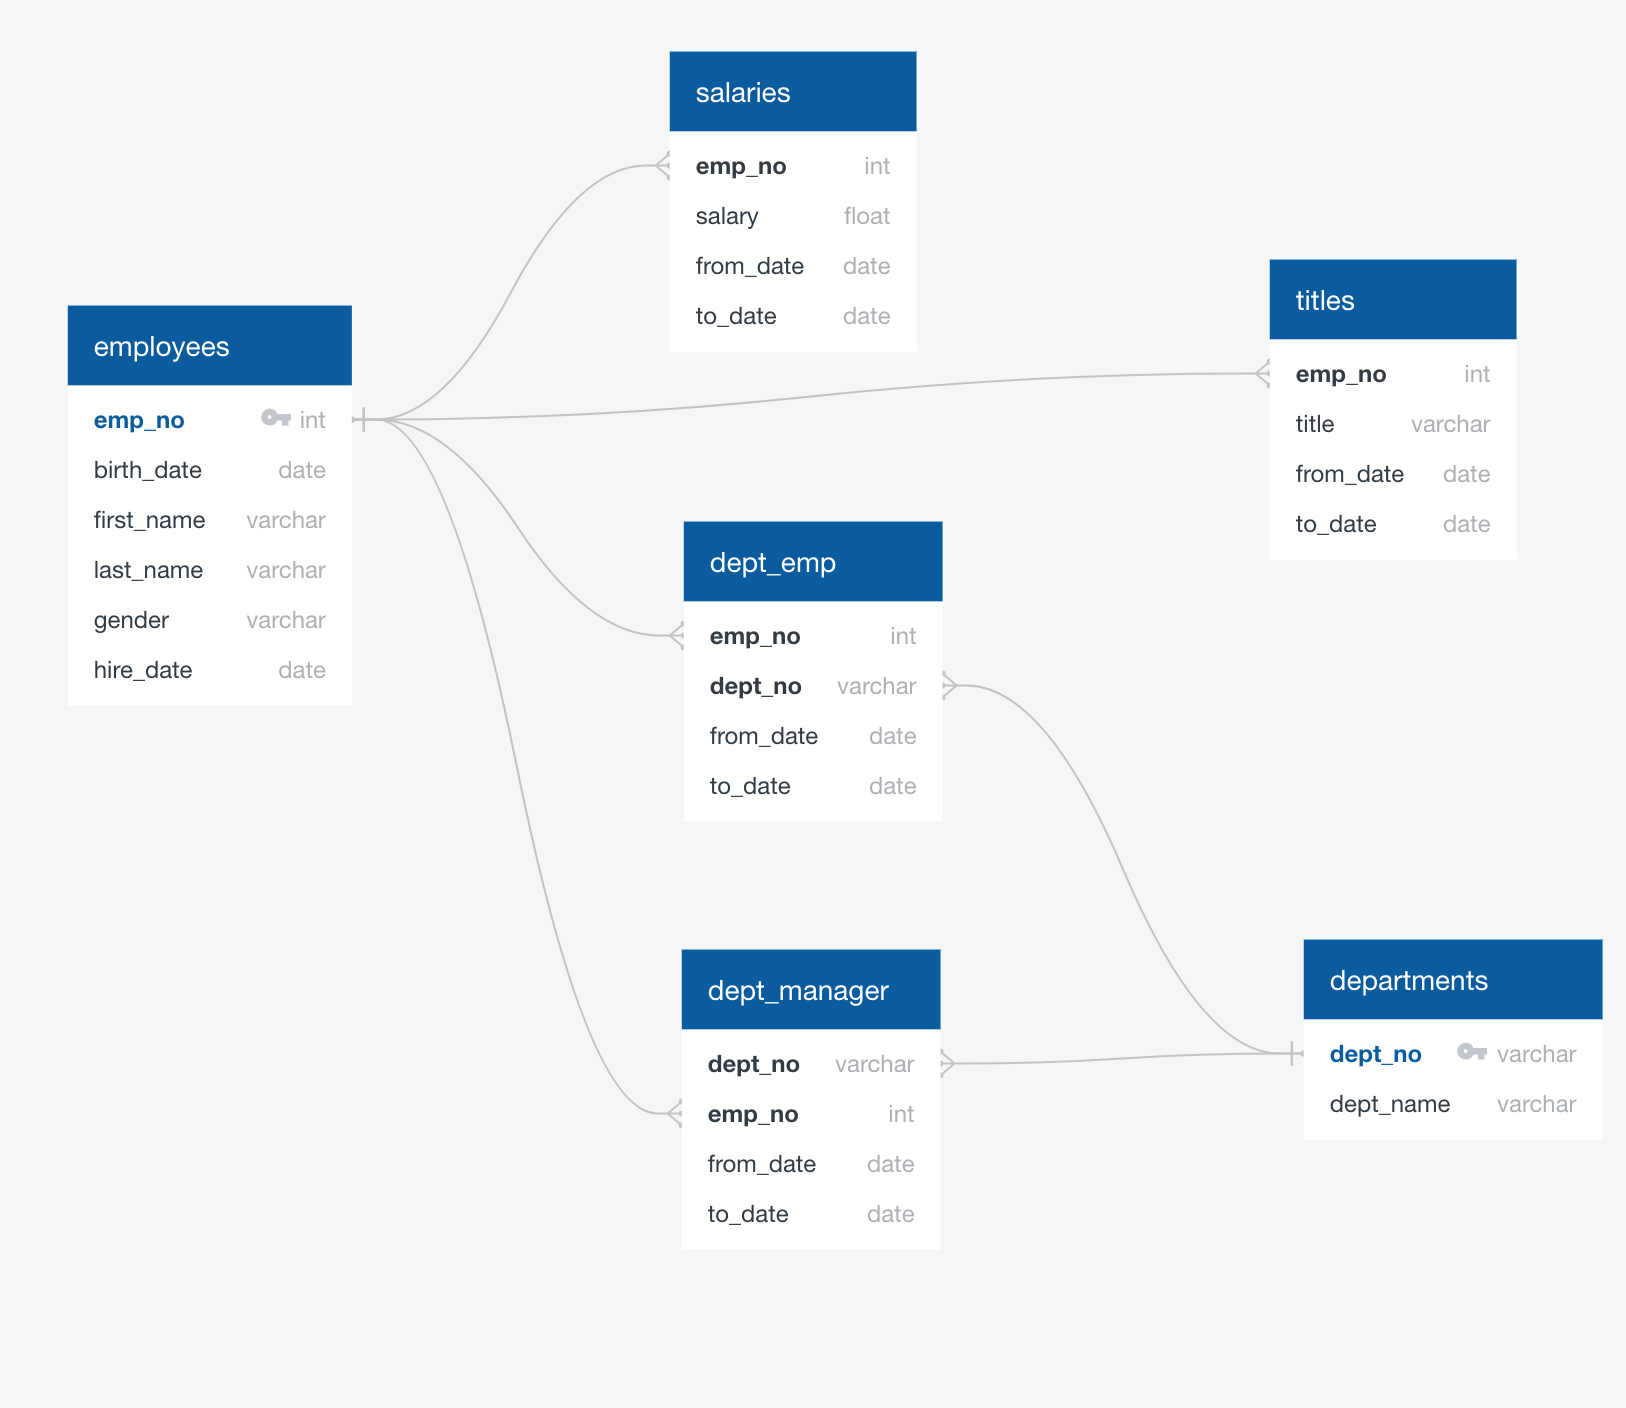 salaries
emp_no int
salary float
from_date date
to_date date
titles
emp_no int
title varchar
from_date date
to_date date
employees
emp_no int
birth_date date
first_name varchar
last_name varchar
gender varchar
hire_date date
dept_emp
emp_no int
dept_no varchar
from_date date
to_date date
dept_manager
dept_no varchar
emp_no int
from_date date
to_date date
departments
dept_no varchar
dept_name varchar